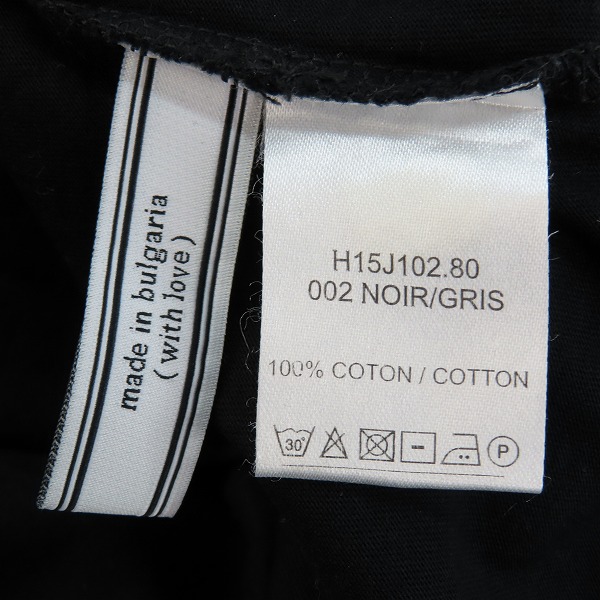 made in bulgaria
(with love)
H15J102.80
002 NOIR/GRIS
100% COTON / COTTON
30° P